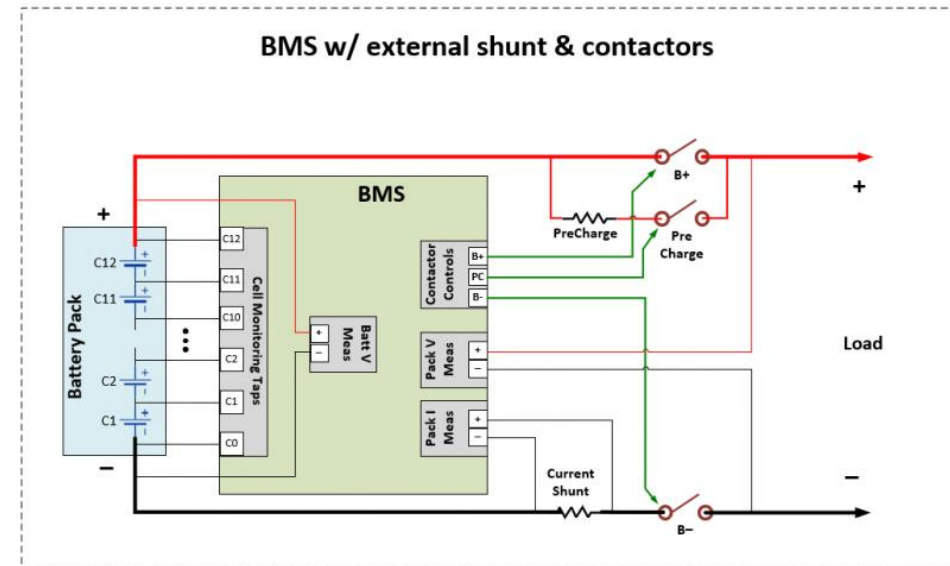 BMS w/ external shunt & contactors
BMS
B+
+
PreCharge
Pre
Charge
+
Battery Pack
C12
C11
C2
C1
+
-
+
-
+
-
+
-
−
C12
C11
C10
C2
C1
C0
Cell Monitoring Taps
Batt V
Meas
+
−
Contactor
Controls
B+
PC
B-
Pack V
Meas
+
−
Pack I
Meas
+
−
Load
Current
Shunt
B−
−